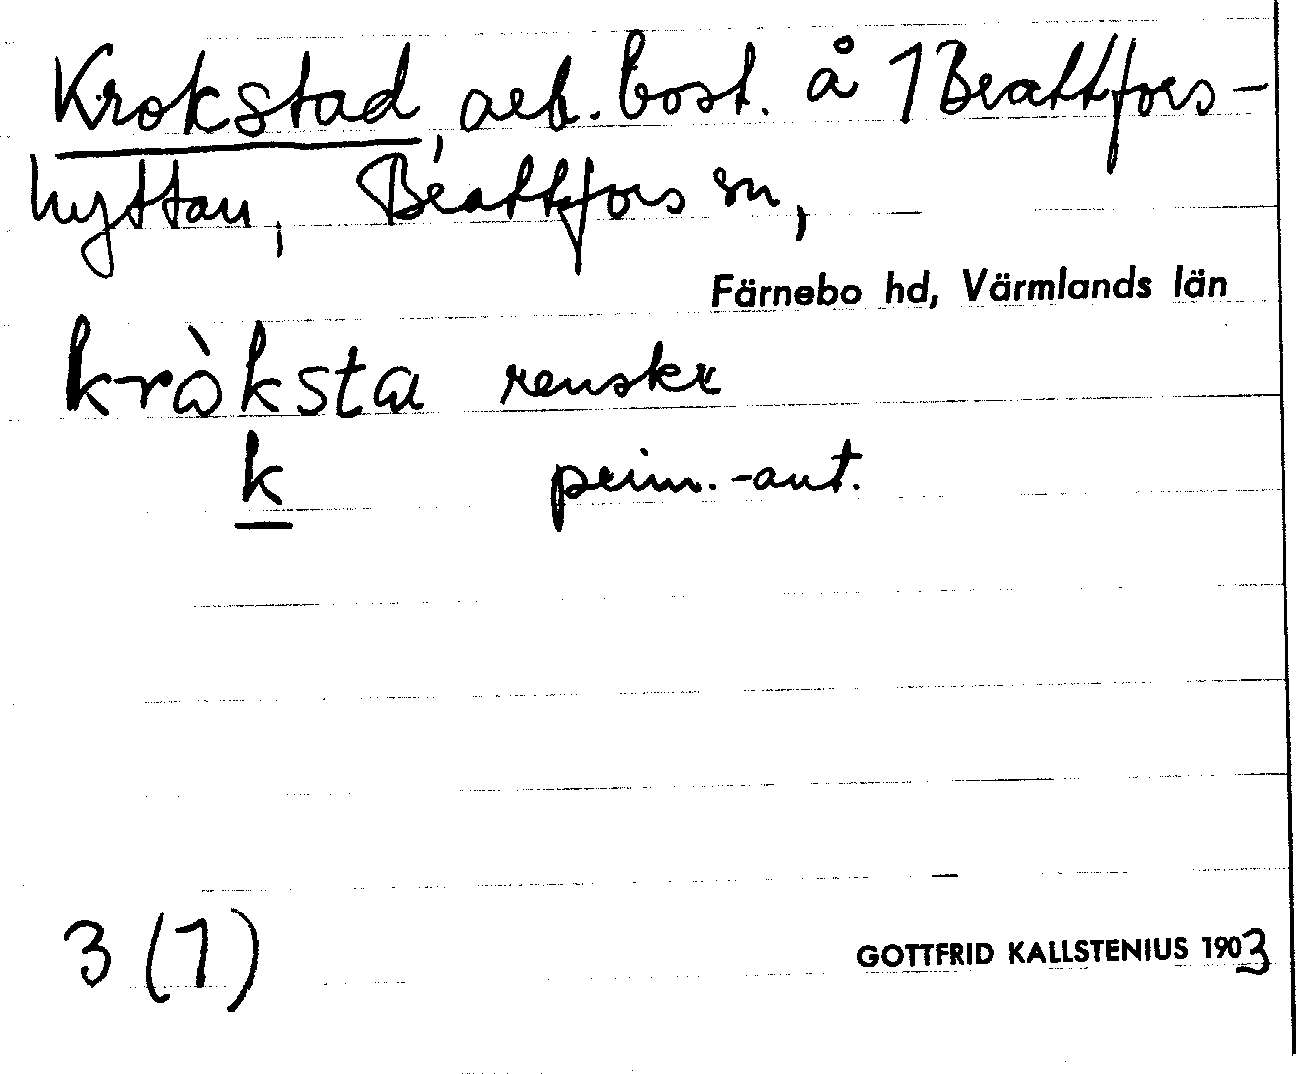 Krokstad, arb. bost. å 1 Brattfors-
hyttan, Brattfors sn,
Färnebo hd, Värmlands län
kròksta renskr
k prim.-ant.
3 (1)
GOTTFRID KALLSTENIUS 1903